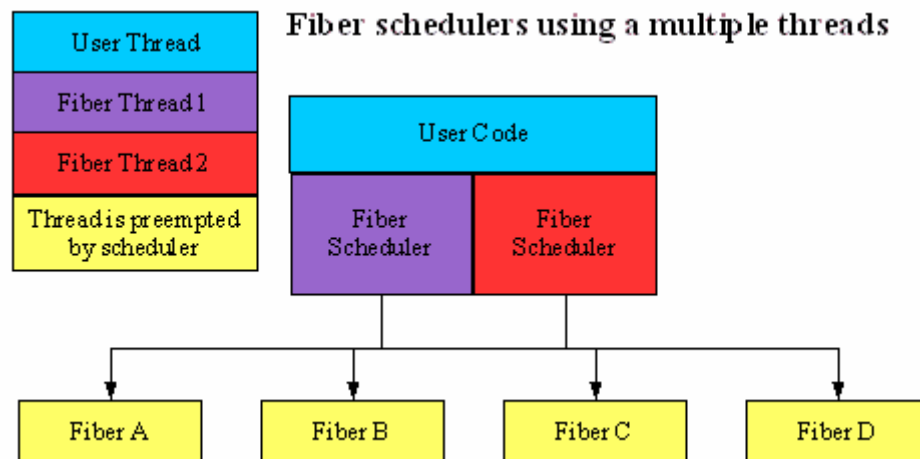 Fiber schedulers using a multiple threads
User Thread
Fiber Thread 1
Fiber Thread 2
Thread is preempted
by scheduler
User Code
Fiber
Scheduler
Fiber
Scheduler
Fiber A
Fiber B
Fiber C
Fiber D